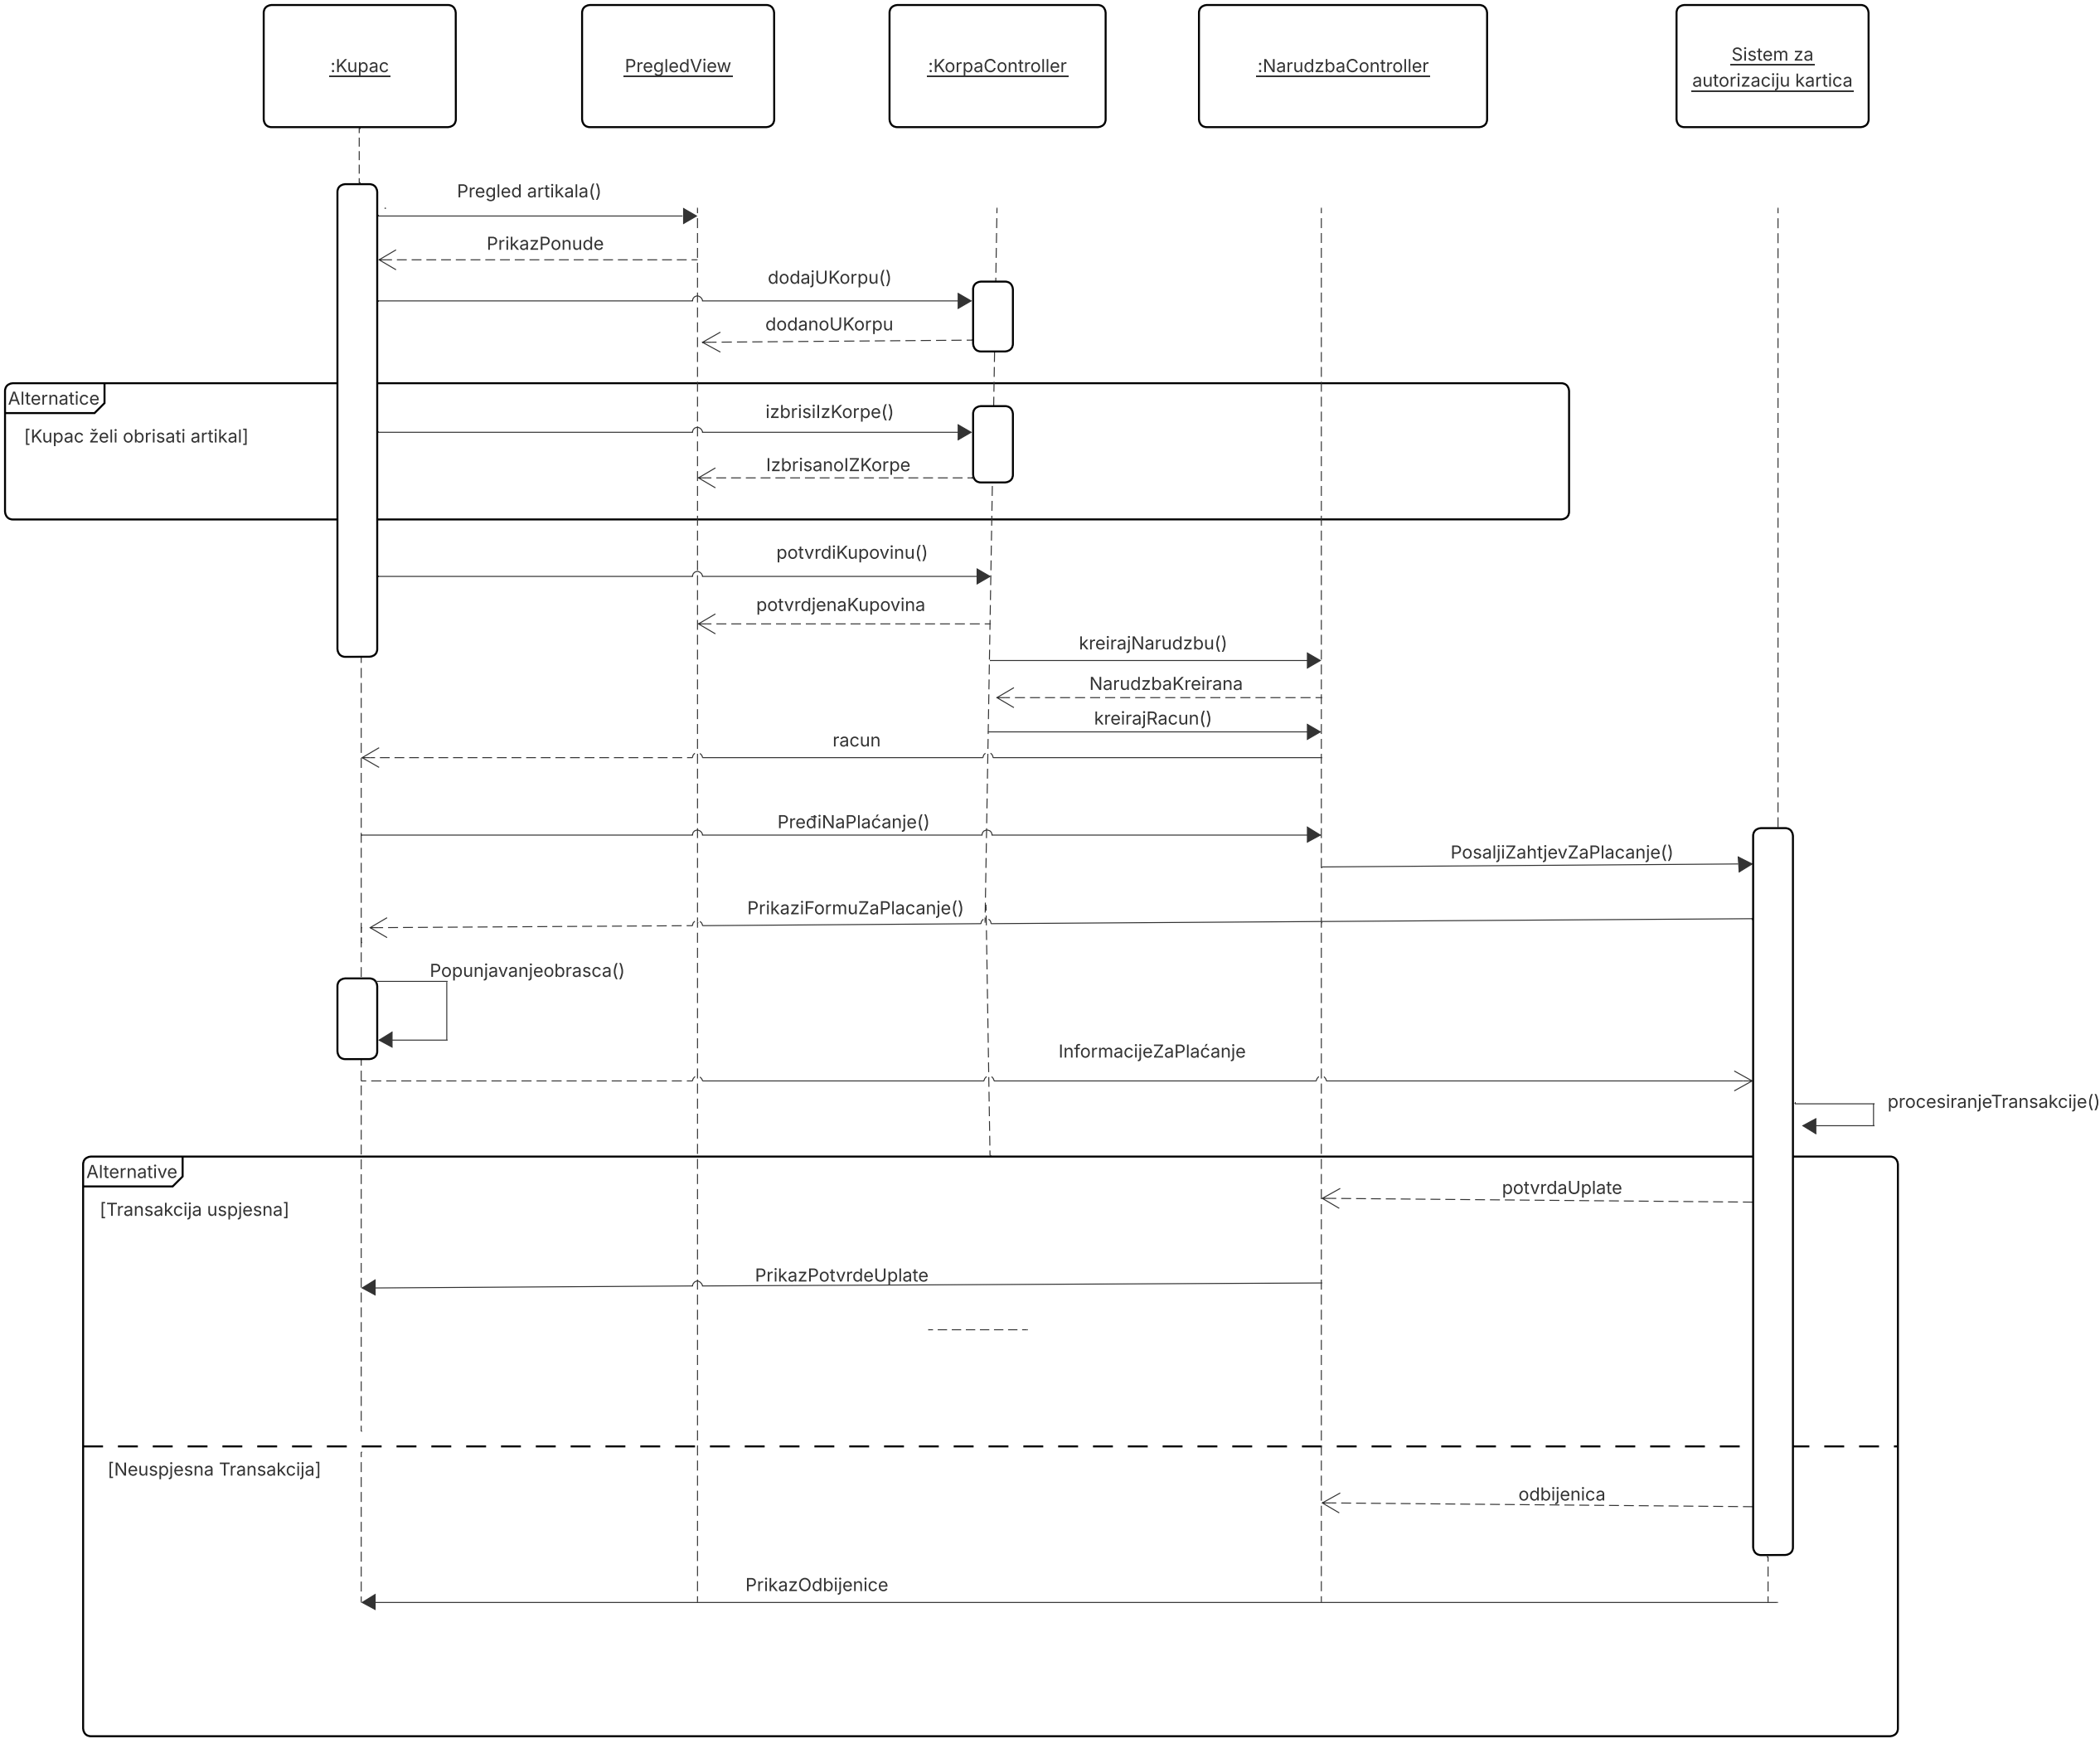 :Kupac
PregledView
:KorpaController
:NarudzbaController
Sistem za
autorizaciju kartica
Pregled artikala()
PrikazPonude
dodajUKorpu()
dodanoUKorpu
Alternatice
[Kupac želi obrisati artikal]
izbrisiIzKorpe()
IzbrisanoIZKorpe
potvrdiKupovinu()
potvrdjenaKupovina
kreirajNarudzbu()
NarudzbaKreirana
kreirajRacun()
racun
PređiNaPlaćanje()
PosaljiZahtjevZaPlacanje()
PrikaziFormuZaPlacanje()
Popunjavanjeobrasca()
InformacijeZaPlaćanje
procesiranjeTransakcije()
Alternative
[Transakcija uspjesna]
potvrdaUplate
PrikazPotvrdeUplate
[Neuspjesna Transakcija]
odbijenica
PrikazOdbijenice